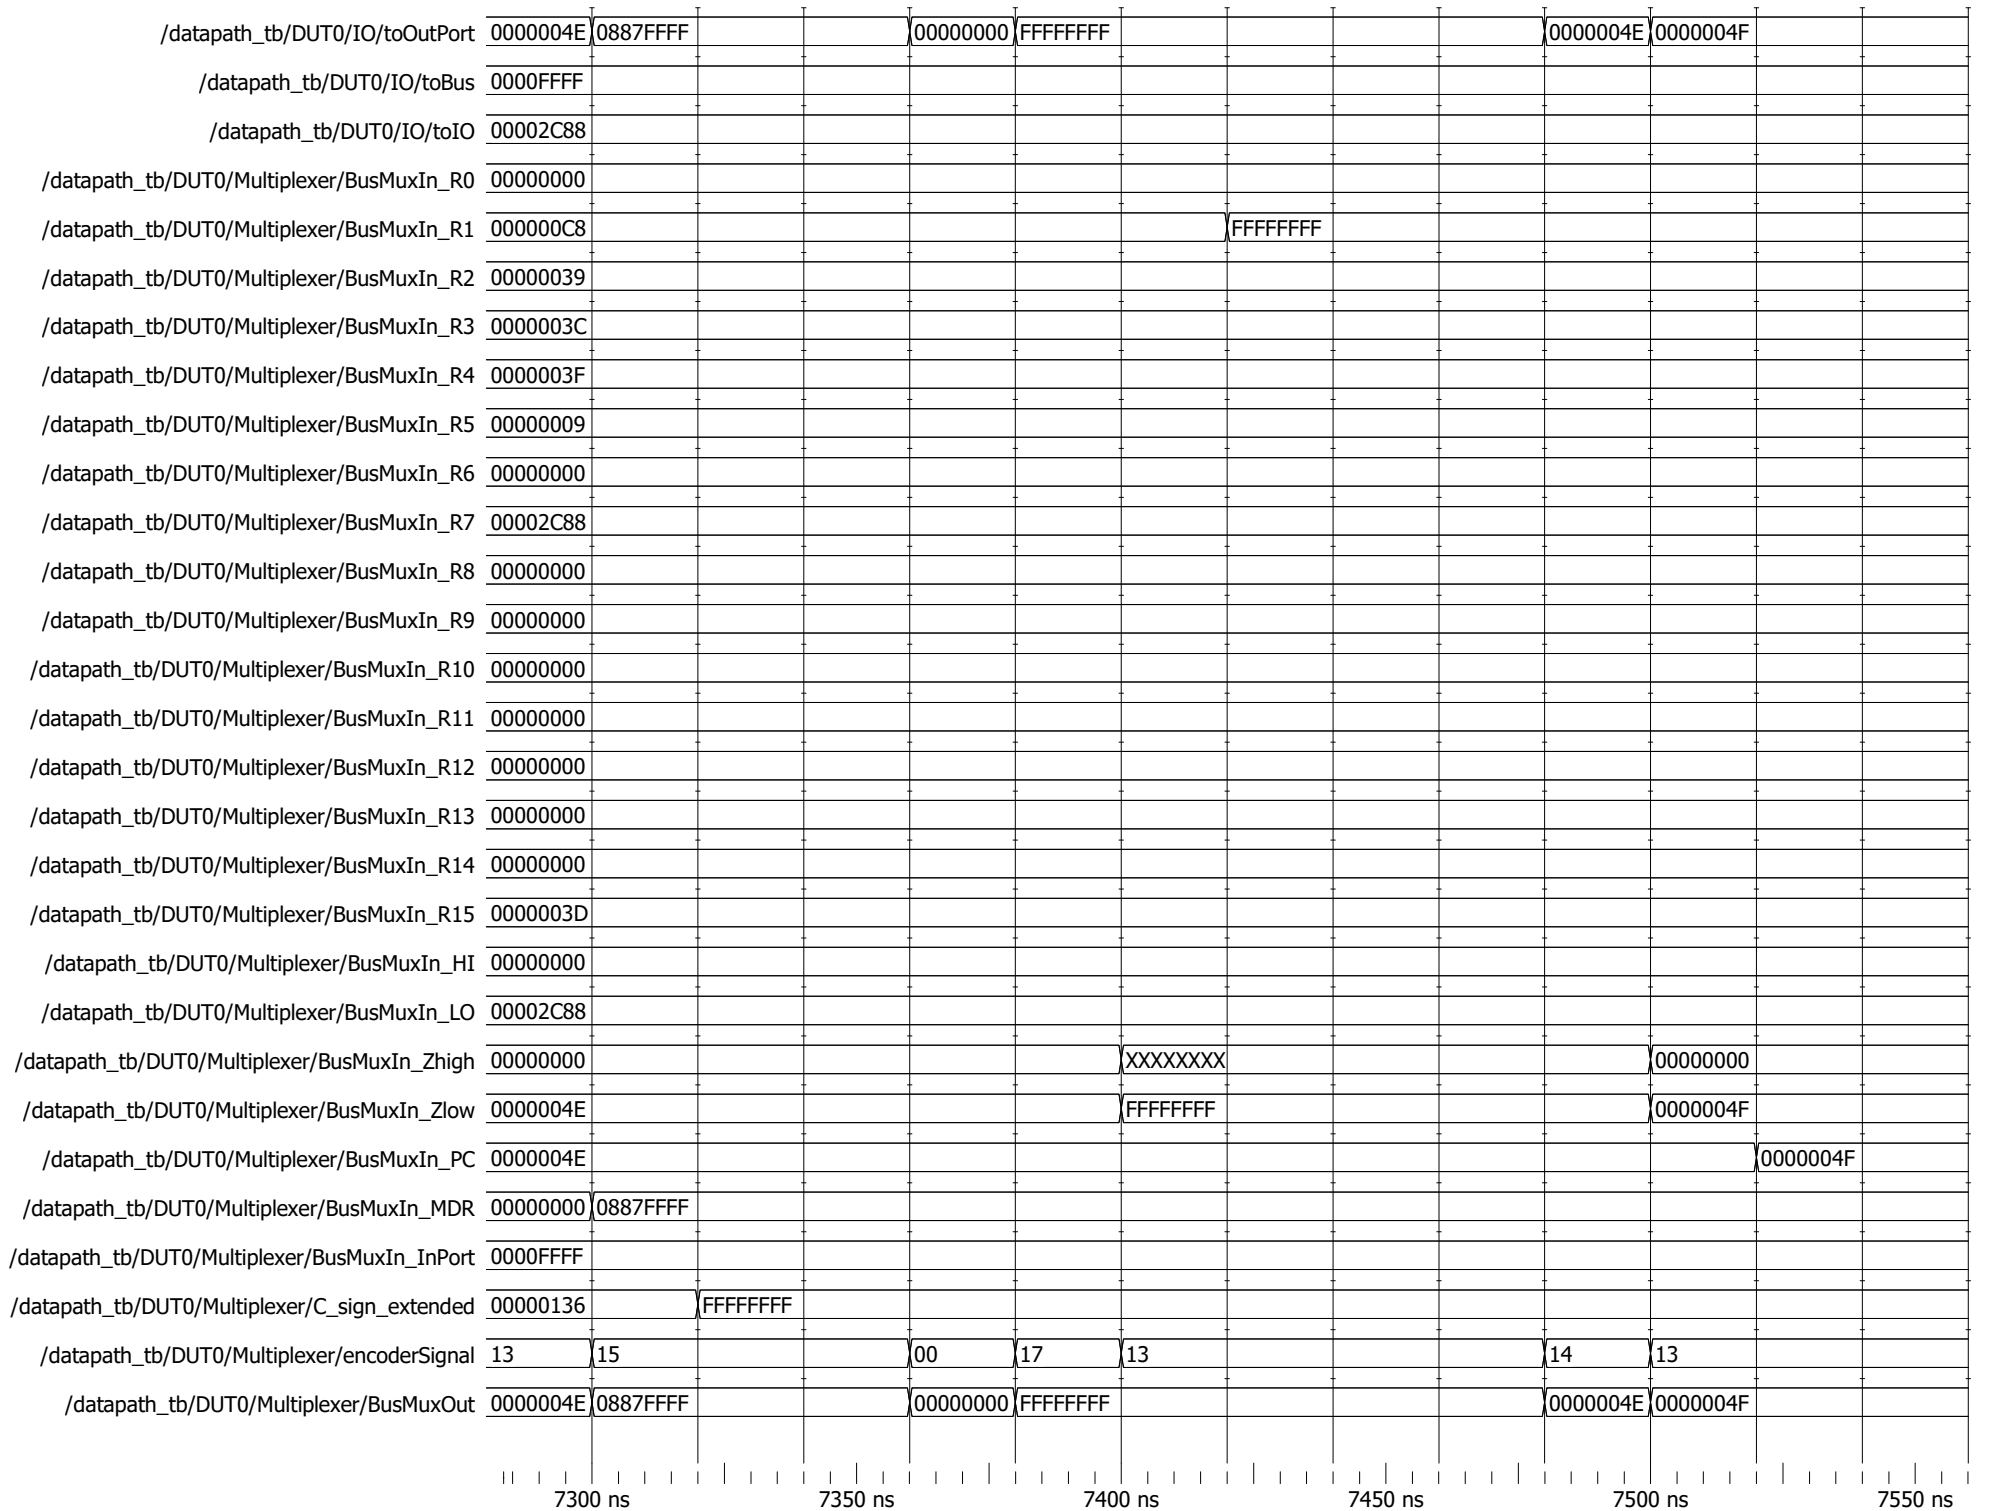 /datapath_tb/DUT0/IO/toOutPort 0000004E 0887FFFF 00000000 FFFFFFFF 0000004E 0000004F
/datapath_tb/DUT0/IO/toBus 0000FFFF
/datapath_tb/DUT0/IO/toIO 00002C88
/datapath_tb/DUT0/Multiplexer/BusMuxIn_R0 00000000
/datapath_tb/DUT0/Multiplexer/BusMuxIn_R1 000000C8 FFFFFFFF
/datapath_tb/DUT0/Multiplexer/BusMuxIn_R2 00000039
/datapath_tb/DUT0/Multiplexer/BusMuxIn_R3 0000003C
/datapath_tb/DUT0/Multiplexer/BusMuxIn_R4 0000003F
/datapath_tb/DUT0/Multiplexer/BusMuxIn_R5 00000009
/datapath_tb/DUT0/Multiplexer/BusMuxIn_R6 00000000
/datapath_tb/DUT0/Multiplexer/BusMuxIn_R7 00002C88
/datapath_tb/DUT0/Multiplexer/BusMuxIn_R8 00000000
/datapath_tb/DUT0/Multiplexer/BusMuxIn_R9 00000000
/datapath_tb/DUT0/Multiplexer/BusMuxIn_R10 00000000
/datapath_tb/DUT0/Multiplexer/BusMuxIn_R11 00000000
/datapath_tb/DUT0/Multiplexer/BusMuxIn_R12 00000000
/datapath_tb/DUT0/Multiplexer/BusMuxIn_R13 00000000
/datapath_tb/DUT0/Multiplexer/BusMuxIn_R14 00000000
/datapath_tb/DUT0/Multiplexer/BusMuxIn_R15 0000003D
/datapath_tb/DUT0/Multiplexer/BusMuxIn_HI 00000000
/datapath_tb/DUT0/Multiplexer/BusMuxIn_LO 00002C88
/datapath_tb/DUT0/Multiplexer/BusMuxIn_Zhigh 00000000 XXXXXXXX 00000000
/datapath_tb/DUT0/Multiplexer/BusMuxIn_Zlow 0000004E FFFFFFFF 0000004F
/datapath_tb/DUT0/Multiplexer/BusMuxIn_PC 0000004E 0000004F
/datapath_tb/DUT0/Multiplexer/BusMuxIn_MDR 00000000 0887FFFF
/datapath_tb/DUT0/Multiplexer/BusMuxIn_InPort 0000FFFF
/datapath_tb/DUT0/Multiplexer/C_sign_extended 00000136 FFFFFFFF
/datapath_tb/DUT0/Multiplexer/encoderSignal 13 15 00 17 13 14 13
/datapath_tb/DUT0/Multiplexer/BusMuxOut 0000004E 0887FFFF 00000000 FFFFFFFF 0000004E 0000004F
7300 ns 7350 ns 7400 ns 7450 ns 7500 ns 7550 ns